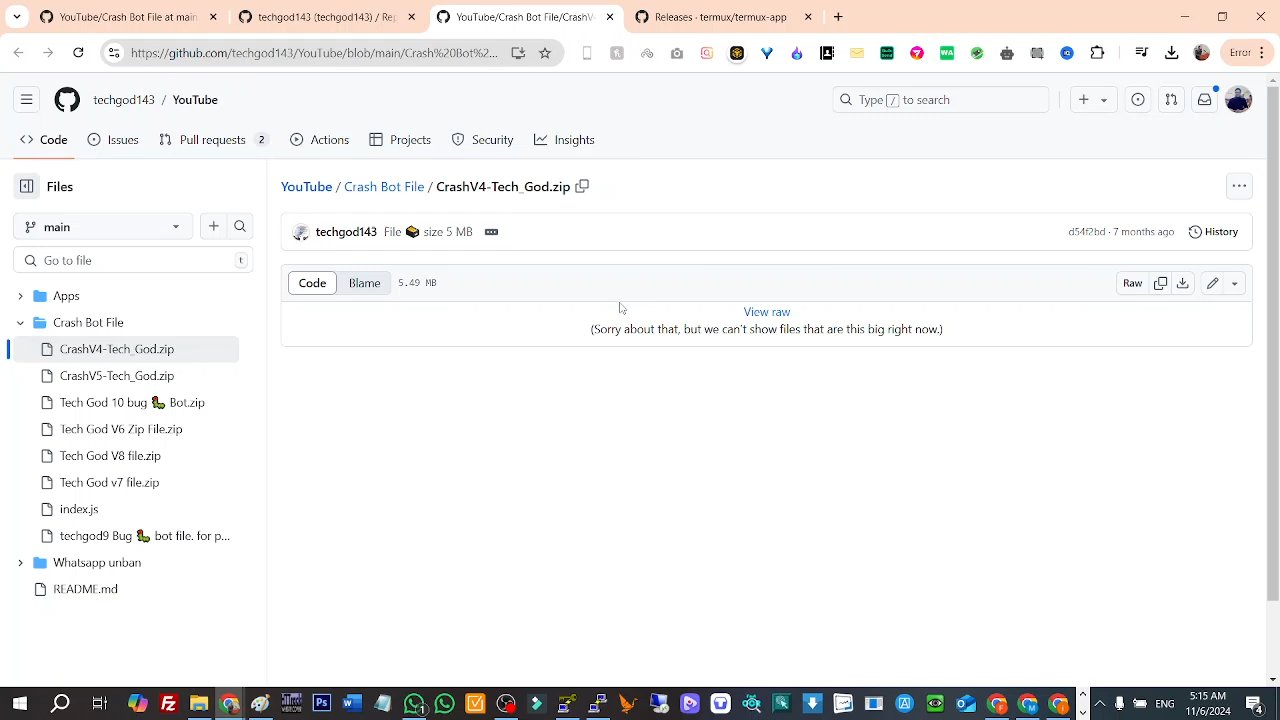 YouTube/Crash Bot File at main
techgod143 (techgod143) / Rep
YouTube/Crash Bot File/CrashV4
Releases · termux/termux-app
https://github.com/techgod143/YouTube/blob/main/Crash%20Bot%2...
Error
techgod143 / YouTube
Type / to search
Code
Issues
Pull requests 2
Actions
Projects
Security
Insights
Files
main
Go to file
t
Apps
Crash Bot File
CrashV4-Tech_God.zip
CrashV5-Tech_God.zip
Tech God 10 bug 🐛 Bot.zip
Tech God V6 Zip File.zip
Tech God V8 file.zip
Tech God v7 file.zip
index.js
techgod9 Bug 🐛 bot file. for p...
Whatsapp unban
README.md
YouTube / Crash Bot File / CrashV4-Tech_God.zip
techgod143 File 📦 size 5 MB
d54f2bd · 7 months ago
History
Code
Blame
5.49 MB
Raw
View raw
(Sorry about that, but we can't show files that are this big right now.)
ENG
5:15 AM
11/6/2024